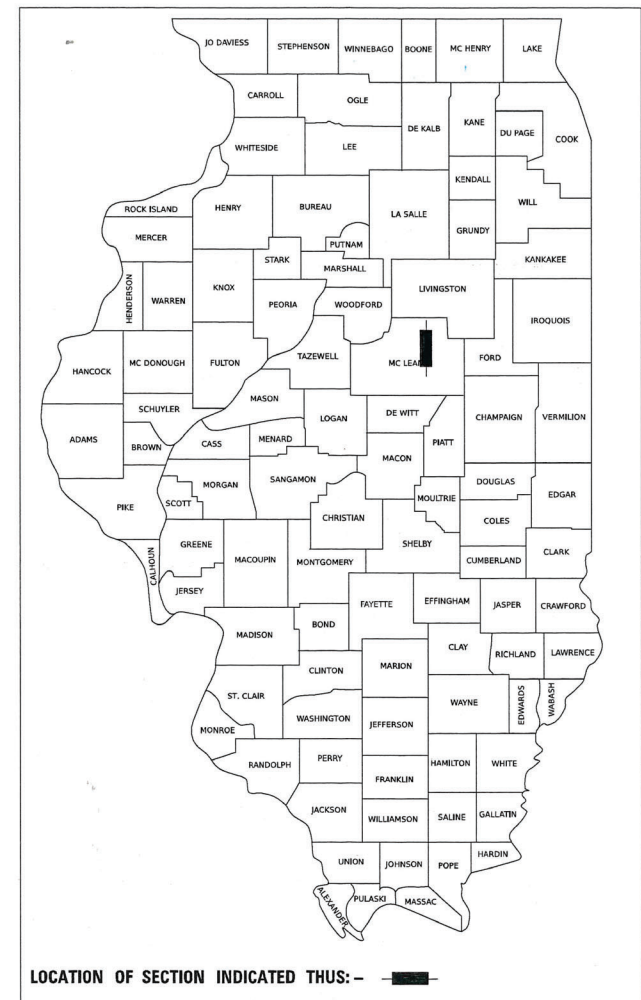 JO DAVIESS
STEPHENSON
WINNEBAGO
BOONE
MC HENRY
LAKE
CARROLL
OGLE
DE KALB
KANE
DU PAGE
COOK
WHITESIDE
LEE
KENDALL
WILL
ROCK ISLAND
HENRY
BUREAU
LA SALLE
GRUNDY
MERCER
PUTNAM
KANKAKEE
STARK
MARSHALL
HENDERSON
WARREN
KNOX
PEORIA
WOODFORD
LIVINGSTON
IROQUOIS
HANCOCK
MC DONOUGH
FULTON
TAZEWELL
MC LEAN
FORD
MASON
SCHUYLER
LOGAN
DE WITT
CHAMPAIGN
VERMILION
ADAMS
BROWN
CASS
MENARD
MACON
PIATT
MORGAN
SANGAMON
DOUGLAS
EDGAR
PIKE
SCOTT
CHRISTIAN
MOULTRIE
COLES
CALHOUN
GREENE
MACOUPIN
MONTGOMERY
SHELBY
CUMBERLAND
CLARK
JERSEY
FAYETTE
EFFINGHAM
JASPER
CRAWFORD
MADISON
BOND
CLAY
RICHLAND
LAWRENCE
CLINTON
MARION
ST. CLAIR
WAYNE
EDWARDS
WABASH
WASHINGTON
JEFFERSON
MONROE
RANDOLPH
PERRY
HAMILTON
WHITE
FRANKLIN
JACKSON
WILLIAMSON
SALINE
GALLATIN
UNION
JOHNSON
POPE
HARDIN
ALEXANDER
PULASKI
MASSAC
LOCATION OF SECTION INDICATED THUS: –